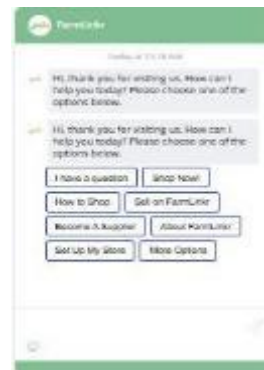 FarmLinkr
Today at
Hi, thank you for visiting us. How can I
help you today? Please choose one of the
options below.
Hi, thank you for visiting us. How can I
help you today? Please choose one of the
options below.
I have a question
Shop Now!
How to Shop
Sell on FarmLinkr
Become A Supplier
About FarmLinkr
Set Up My Store
More Options